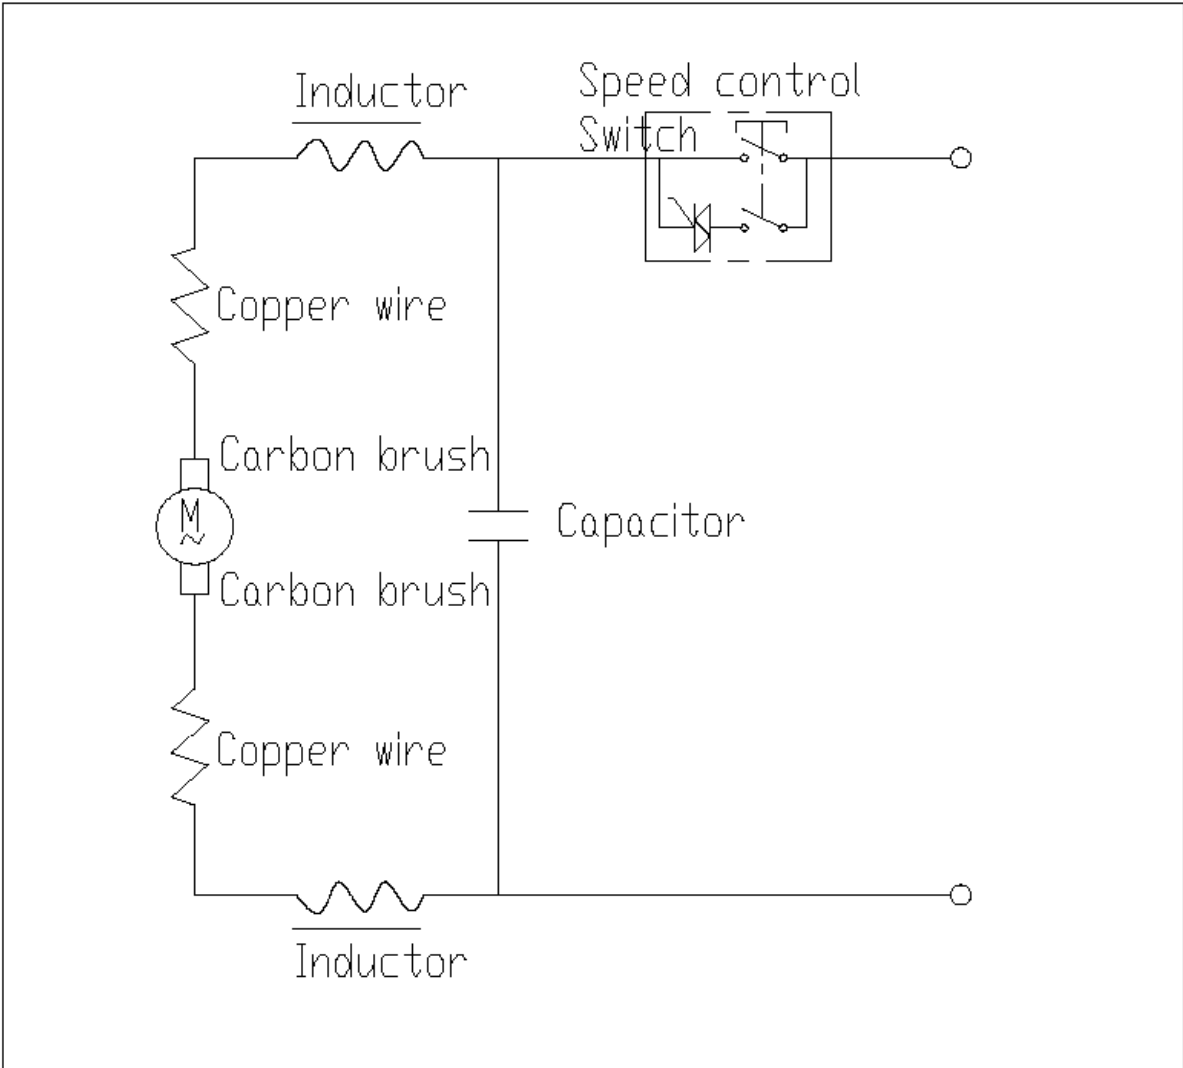 Inductor
Speed control
Switch
Copper wire
Carbon brush
M
Capacitor
Carbon brush
Copper wire
Inductor